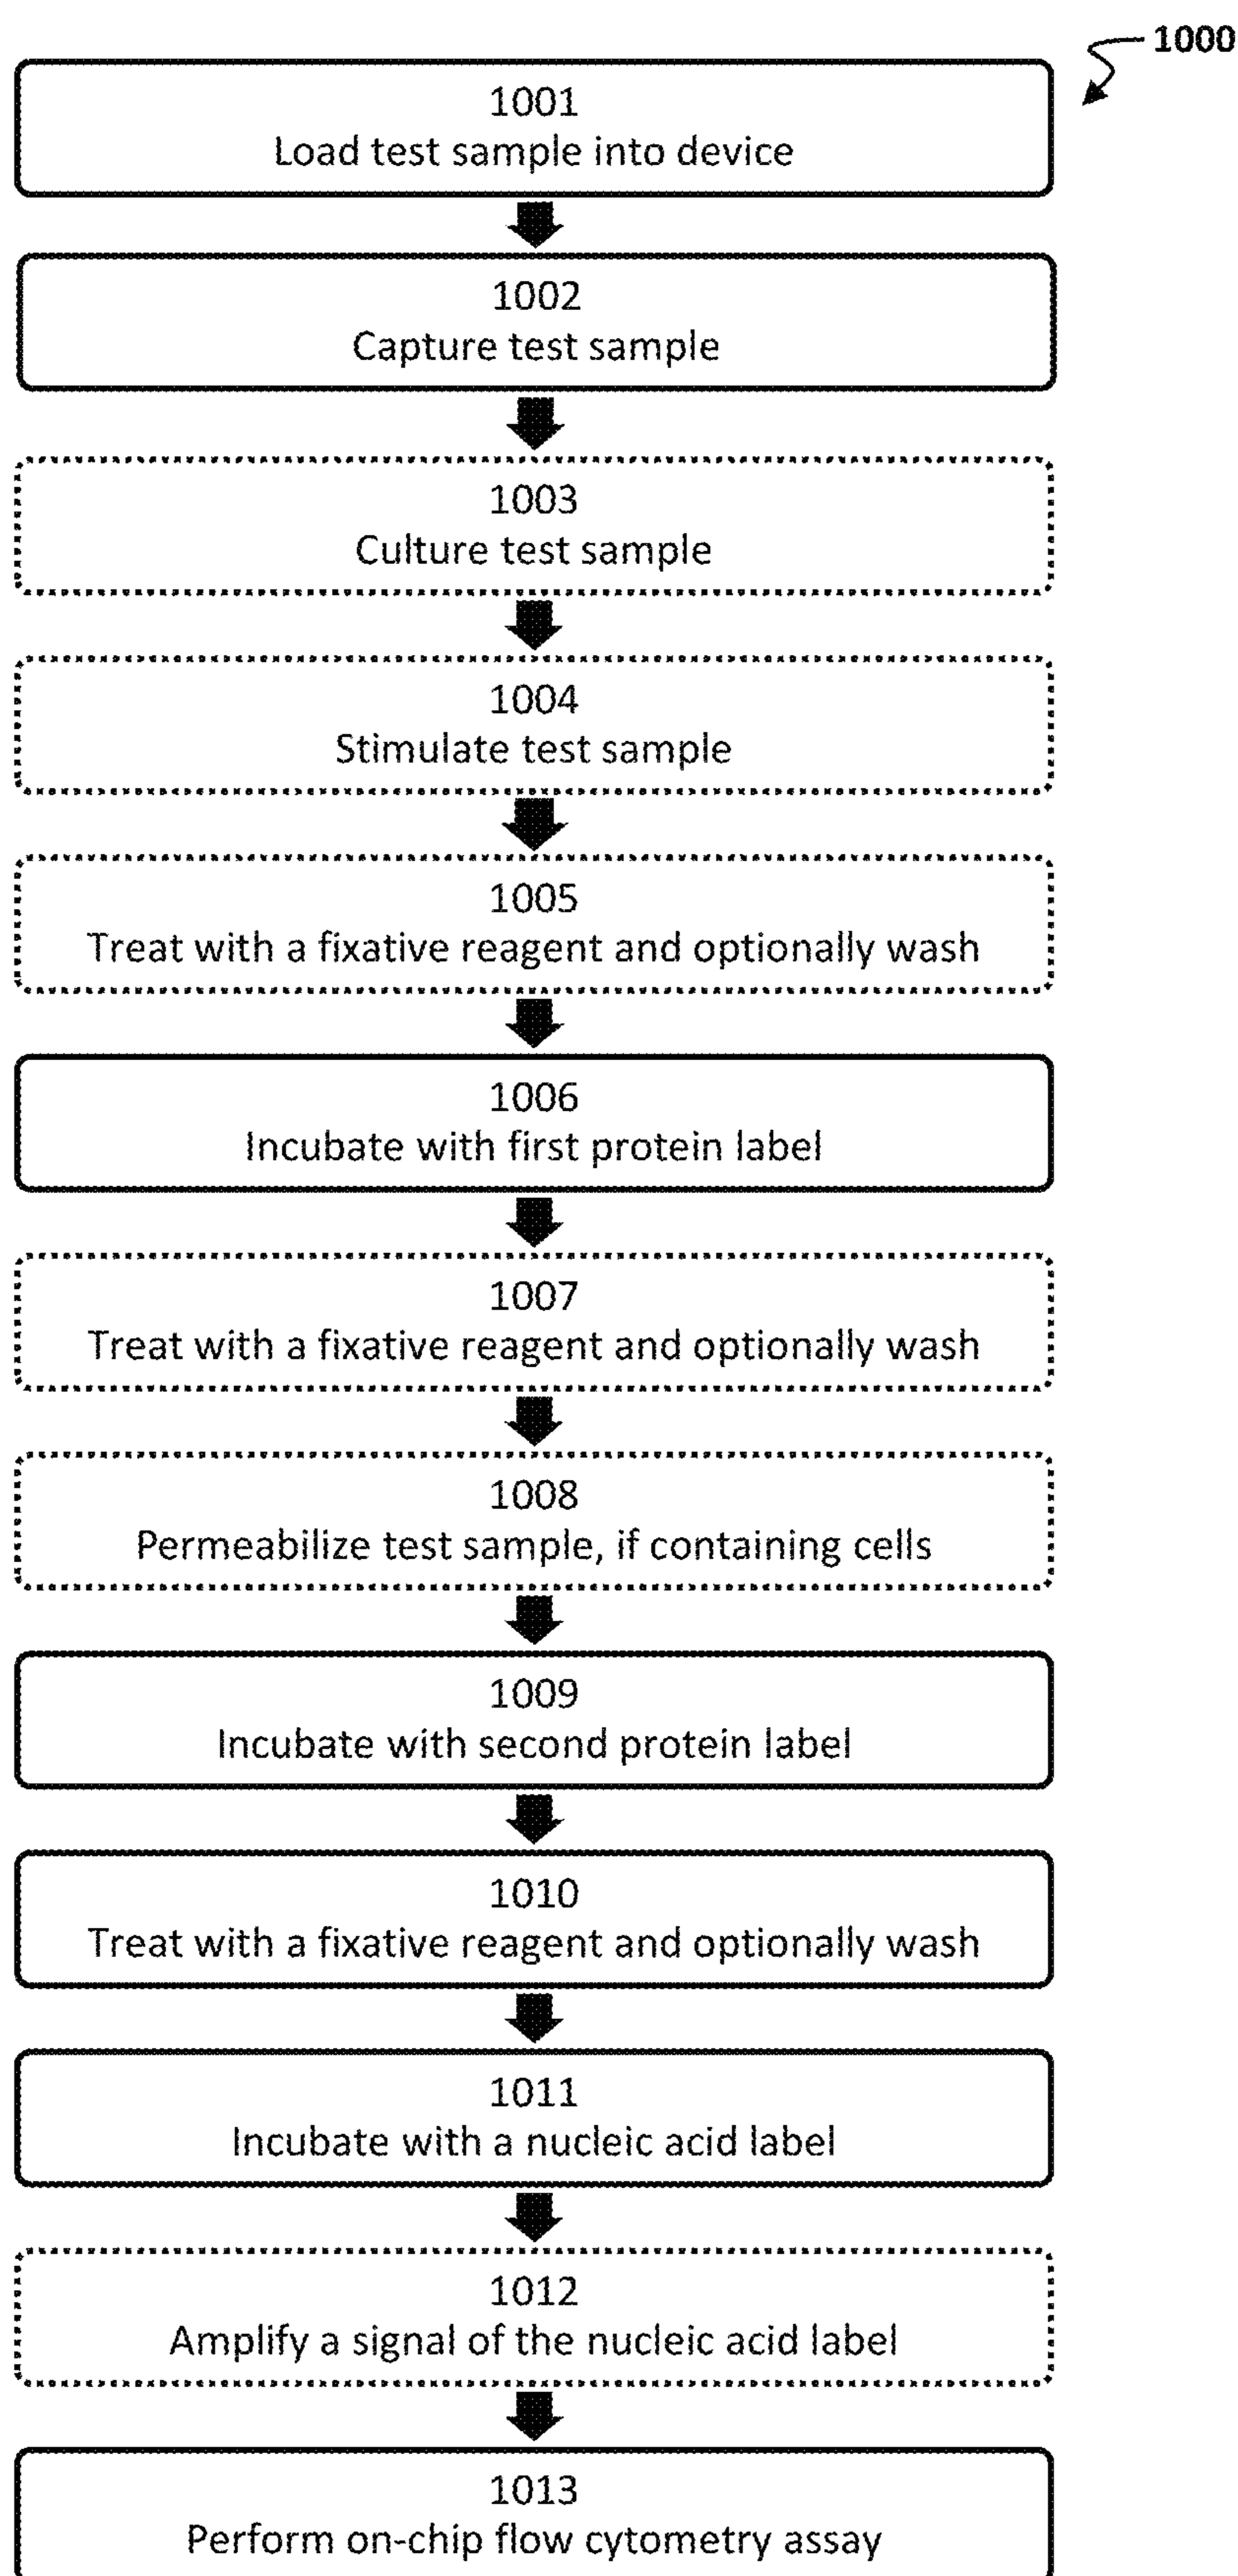 1000
1001
Load test sample into device
1002
Capture test sample
1003
Culture test sample
1004
Stimulate test sample
1005
Treat with a fixative reagent and optionally wash
1006
Incubate with first protein label
1007
Treat with a fixative reagent and optionally wash
1008
Permeabilize test sample, if containing cells
1009
Incubate with second protein label
1010
Treat with a fixative reagent and optionally wash
1011
Incubate with a nucleic acid label
1012
Amplify a signal of the nucleic acid label
1013
Perform on-chip flow cytometry assay